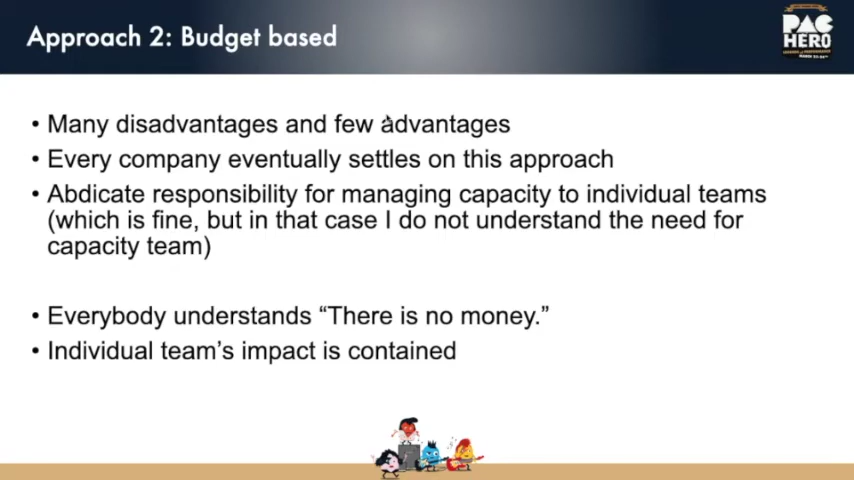 Approach 2: Budget based
PAC
HERO
• Many disadvantages and few advantages
• Every company eventually settles on this approach
• Abdicate responsibility for managing capacity to individual teams
(which is fine, but in that case I do not understand the need for
capacity team)
• Everybody understands “There is no money.”
• Individual team’s impact is contained